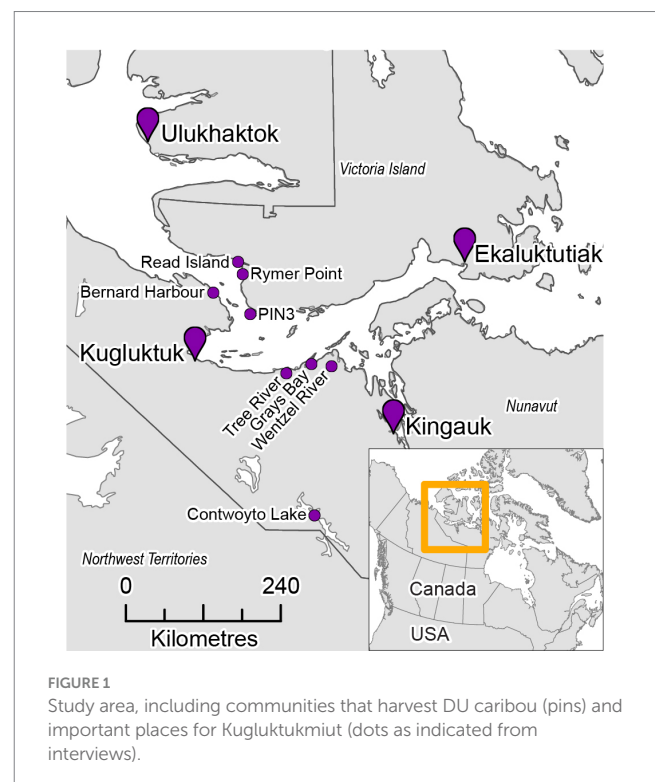 Ulukhaktok
Victoria Island
Ekaluktutiak
Read Island
Rymer Point
Bernard Harbour
PIN3
Kugluktuk
Tree River
Grays Bay
Wentzel River
Nunavut
Kingauk
Contwoyto Lake
Northwest Territories
0 240
Kilometres
Canada
USA
FIGURE 1
Study area, including communities that harvest DU caribou (pins) and
important places for Kugluktukmiut (dots as indicated from
interviews).